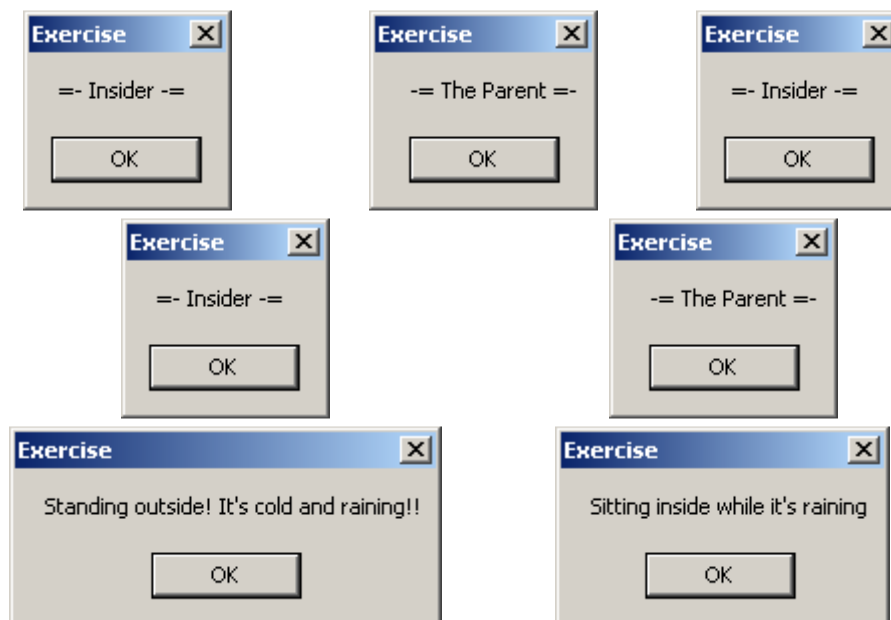 Exercise
=- Insider -=
OK
Exercise
-= The Parent =-
OK
Exercise
=- Insider -=
OK
Exercise
=- Insider -=
OK
Exercise
-= The Parent =-
OK
Exercise
Standing outside! It's cold and raining!!
OK
Exercise
Sitting inside while it's raining
OK